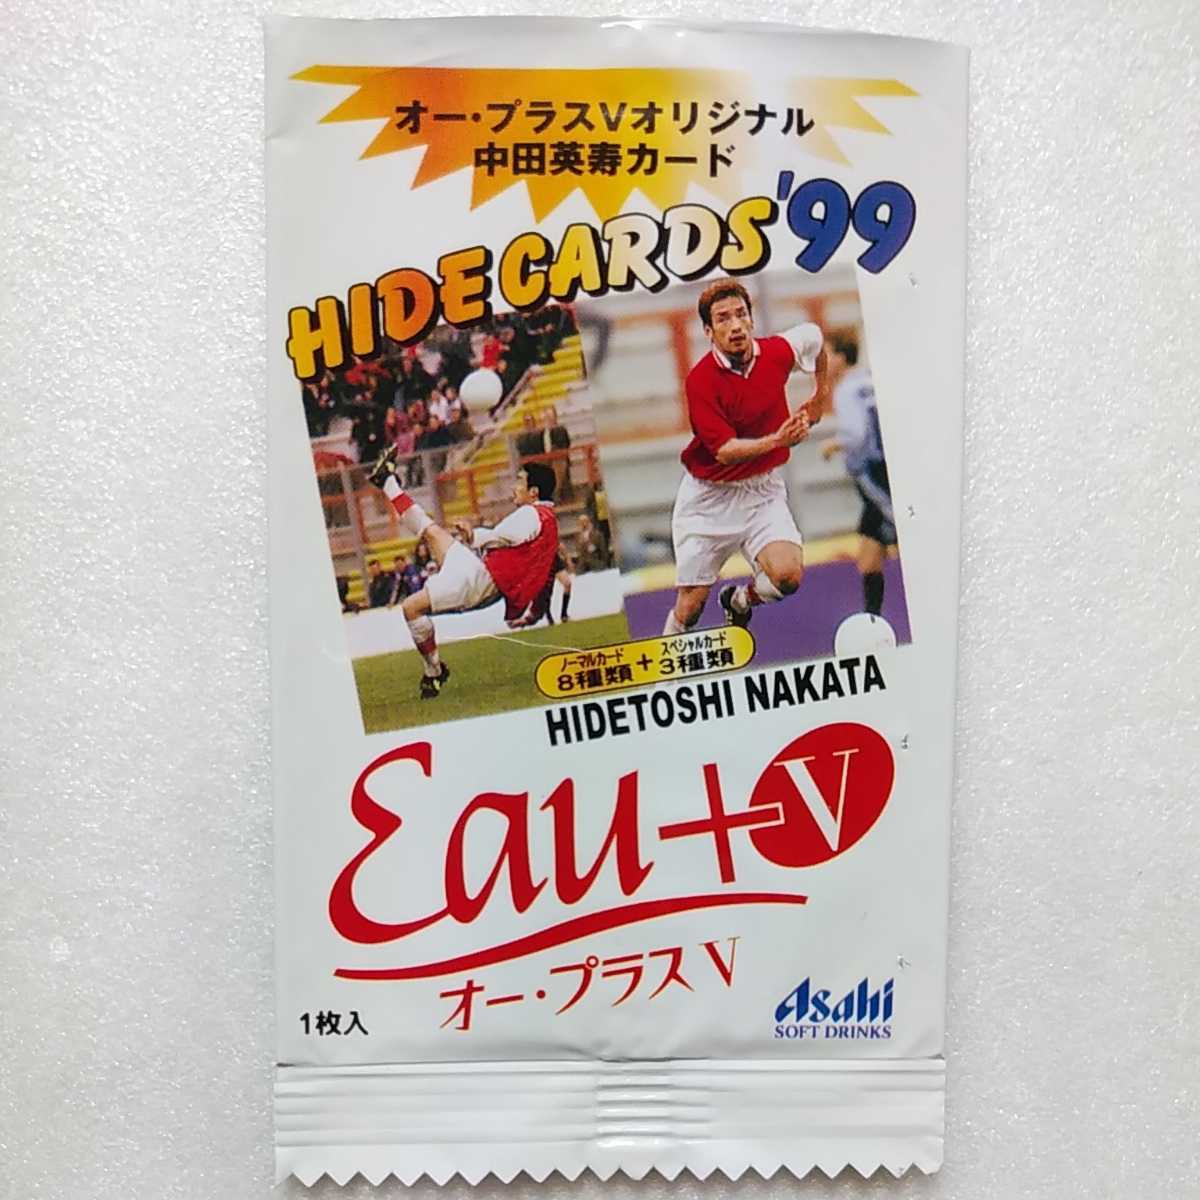 オー・プラスVオリジナル
中田英寿カード
HIDE CARDS '99
ノーマルカード
8種類
+
スペシャルカード
3種類
HIDETOSHI NAKATA
Eau+V
オー・プラスV
1枚入
Asahi
SOFT DRINKS